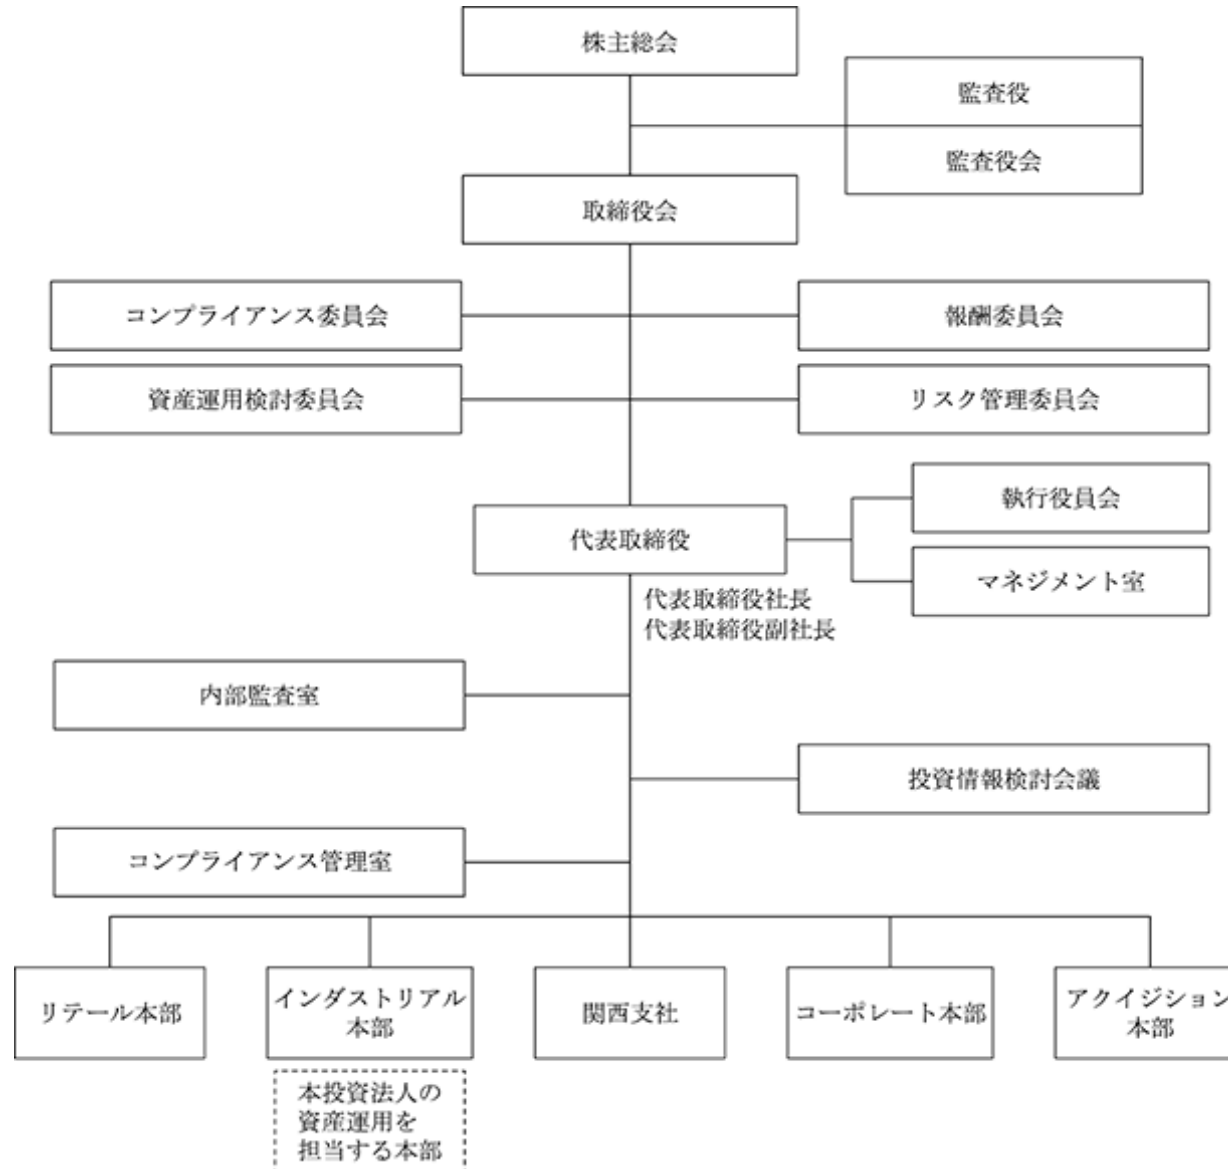 株主総会
監査役
監査役会
取締役会
コンプライアンス委員会
報酬委員会
資産運用検討委員会
リスク管理委員会
執行役員会
代表取締役
マネジメント室
代表取締役社長
代表取締役副社長
内部監査室
投資情報検討会議
コンプライアンス管理室
リテール本部
インダストリアル
本部
関西支社
コーポレート本部
アクイジション
本部
本投資法人の
資産運用を
担当する本部